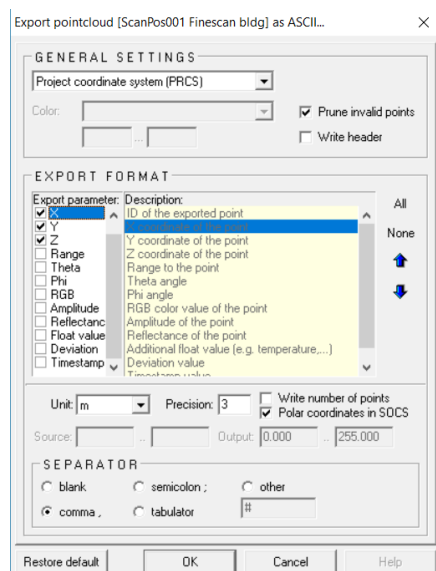 Export pointcloud [ScanPos001 Finescan bldg] as ASCII...
GENERAL SETTINGS
Project coordinate system (PRCS)
Color:
...
Prune invalid points
Write header
EXPORT FORMAT
Export parameter: Description:
ID of the exported point
X X coordinate of the point
Y Y coordinate of the point
Z Z coordinate of the point
Range Range to the point
Theta Theta angle
Phi Phi angle
RGB RGB color value of the point
Amplitude Amplitude of the point
Reflectanc Reflectance of the point
Float value Additional float value (e.g. temperature,...)
Deviation Deviation value
Timestamp Timestamp value
All
None
Unit: m Precision: 3
Write number of points
Polar coordinates in SOCS
Source: .. Output: 0.000 .. 255.000
SEPARATOR
blank semicolon ; other
comma , tabulator #
Restore default OK Cancel Help